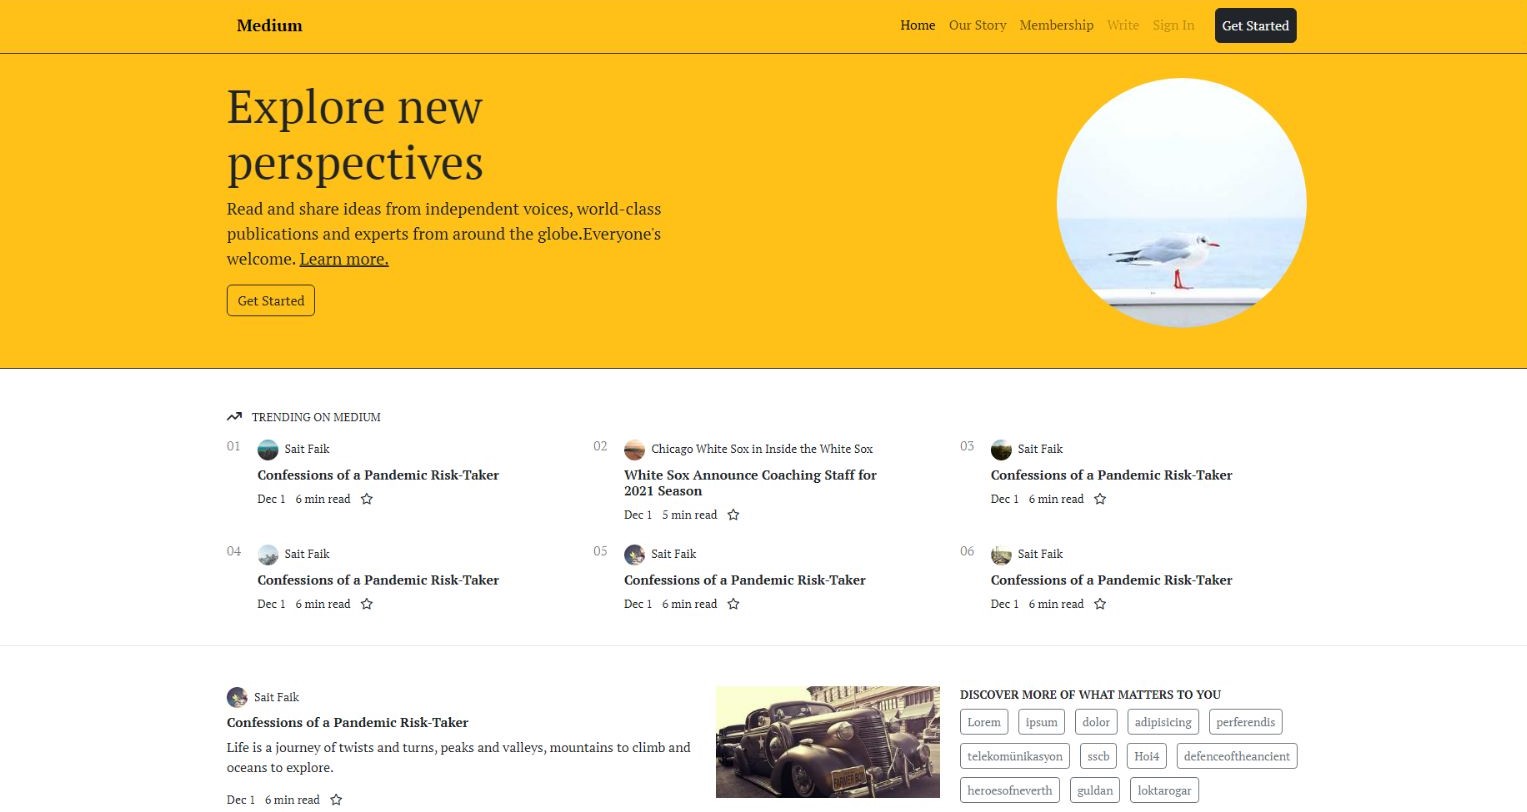 Medium
Home Our Story Membership Write Sign In Get Started
Explore new
perspectives
Read and share ideas from independent voices, world-class
publications and experts from around the globe.Everyone's
welcome. Learn more.
Get Started
TRENDING ON MEDIUM
01 Sait Faik
Confessions of a Pandemic Risk-Taker
Dec 1 6 min read
02 Chicago White Sox in Inside the White Sox
White Sox Announce Coaching Staff for
2021 Season
Dec 1 5 min read
03 Sait Faik
Confessions of a Pandemic Risk-Taker
Dec 1 6 min read
04 Sait Faik
Confessions of a Pandemic Risk-Taker
Dec 1 6 min read
05 Sait Faik
Confessions of a Pandemic Risk-Taker
Dec 1 6 min read
06 Sait Faik
Confessions of a Pandemic Risk-Taker
Dec 1 6 min read
Sait Faik
Confessions of a Pandemic Risk-Taker
Life is a journey of twists and turns, peaks and valleys, mountains to climb and
oceans to explore.
Dec 1 6 min read
FARMER BOY
DISCOVER MORE OF WHAT MATTERS TO YOU
Lorem ipsum dolor adipisicing perferendis
telekomünikasyon sscb Hoi4 defenceoftheancient
heroesofneverth guldan loktarogar